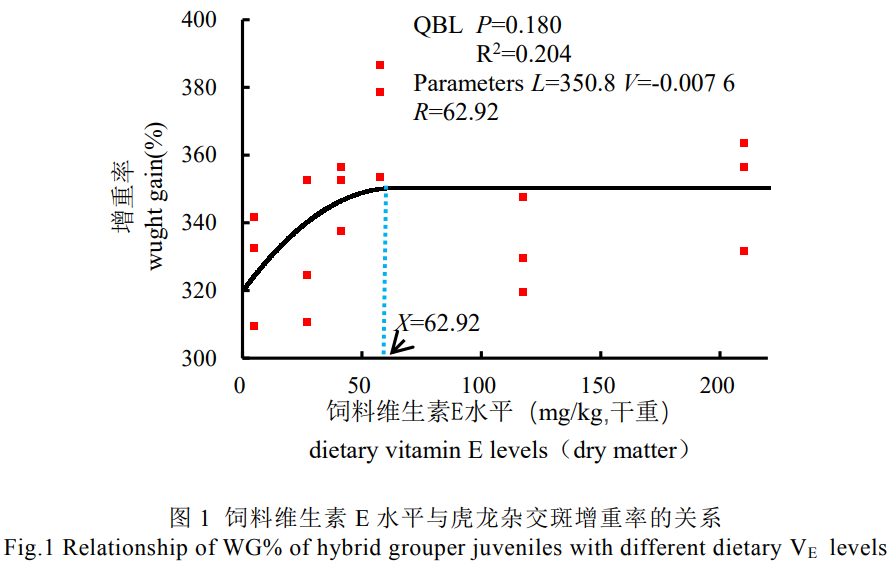 400
380
360
340
320
300
增重率
wught gain(%)
QBL P=0.180
R²=0.204
Parameters L=350.8 V=-0.007 6
R=62.92
X=62.92
0 50 100 150 200
饲料维生素E水平（mg/kg,干重）
dietary vitamin E levels（dry matter）
图 1 饲料维生素 E 水平与虎龙杂交斑增重率的关系
Fig.1 Relationship of WG% of hybrid grouper juveniles with different dietary VE levels